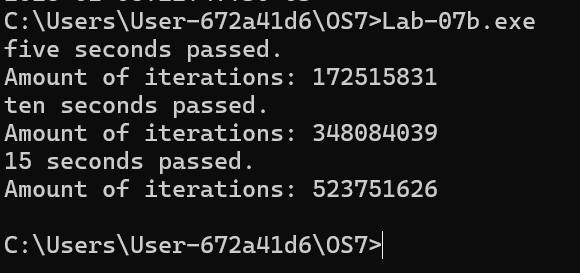 C:\Users\User-672a41d6\OS7>Lab-07b.exe
five seconds passed.
Amount of iterations: 172515831
ten seconds passed.
Amount of iterations: 348084039
15 seconds passed.
Amount of iterations: 523751626
C:\Users\User-672a41d6\OS7>